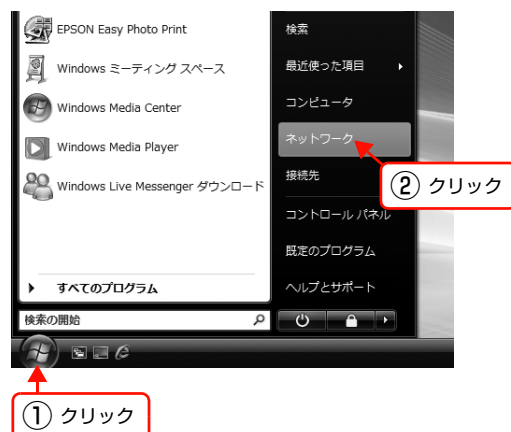 EPSON Easy Photo Print
Windows ミーティング スペース
Windows Media Center
Windows Media Player
Windows Live Messenger ダウンロード
すべてのプログラム
検索の開始
検索
最近使った項目
コンピュータ
ネットワーク
接続先
コントロール パネル
既定のプログラム
ヘルプとサポート
② クリック
① クリック